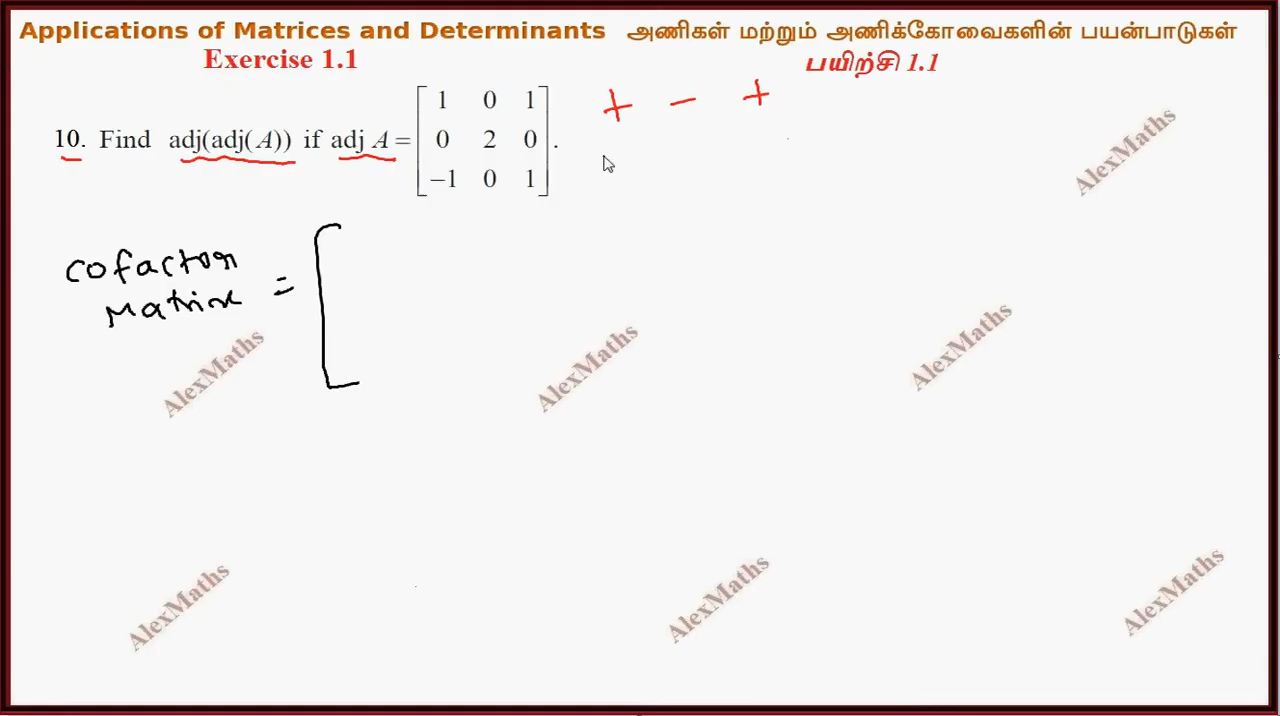 Applications of Matrices and Determinants அணிகள் மற்றும் அணிக்கோவைகளின் பயன்பாடுகள்
Exercise 1.1 பயிற்சி 1.1
10. Find adj(adj(A)) if adj A = [1 0 1
0 2 0
-1 0 1].
+ - +
cofactor
Matrix = [
AlexMaths
AlexMaths
AlexMaths
AlexMaths
AlexMaths
AlexMaths
AlexMaths